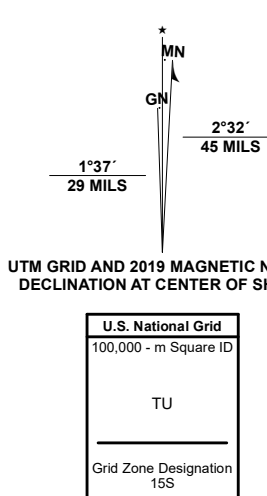 ★
MN
GN
2°32´
45 MILS
1°37´
29 MILS
UTM GRID AND 2019 MAGNETIC N
DECLINATION AT CENTER OF SH
U.S. National Grid
100,000 - m Square ID
TU
Grid Zone Designation
15S